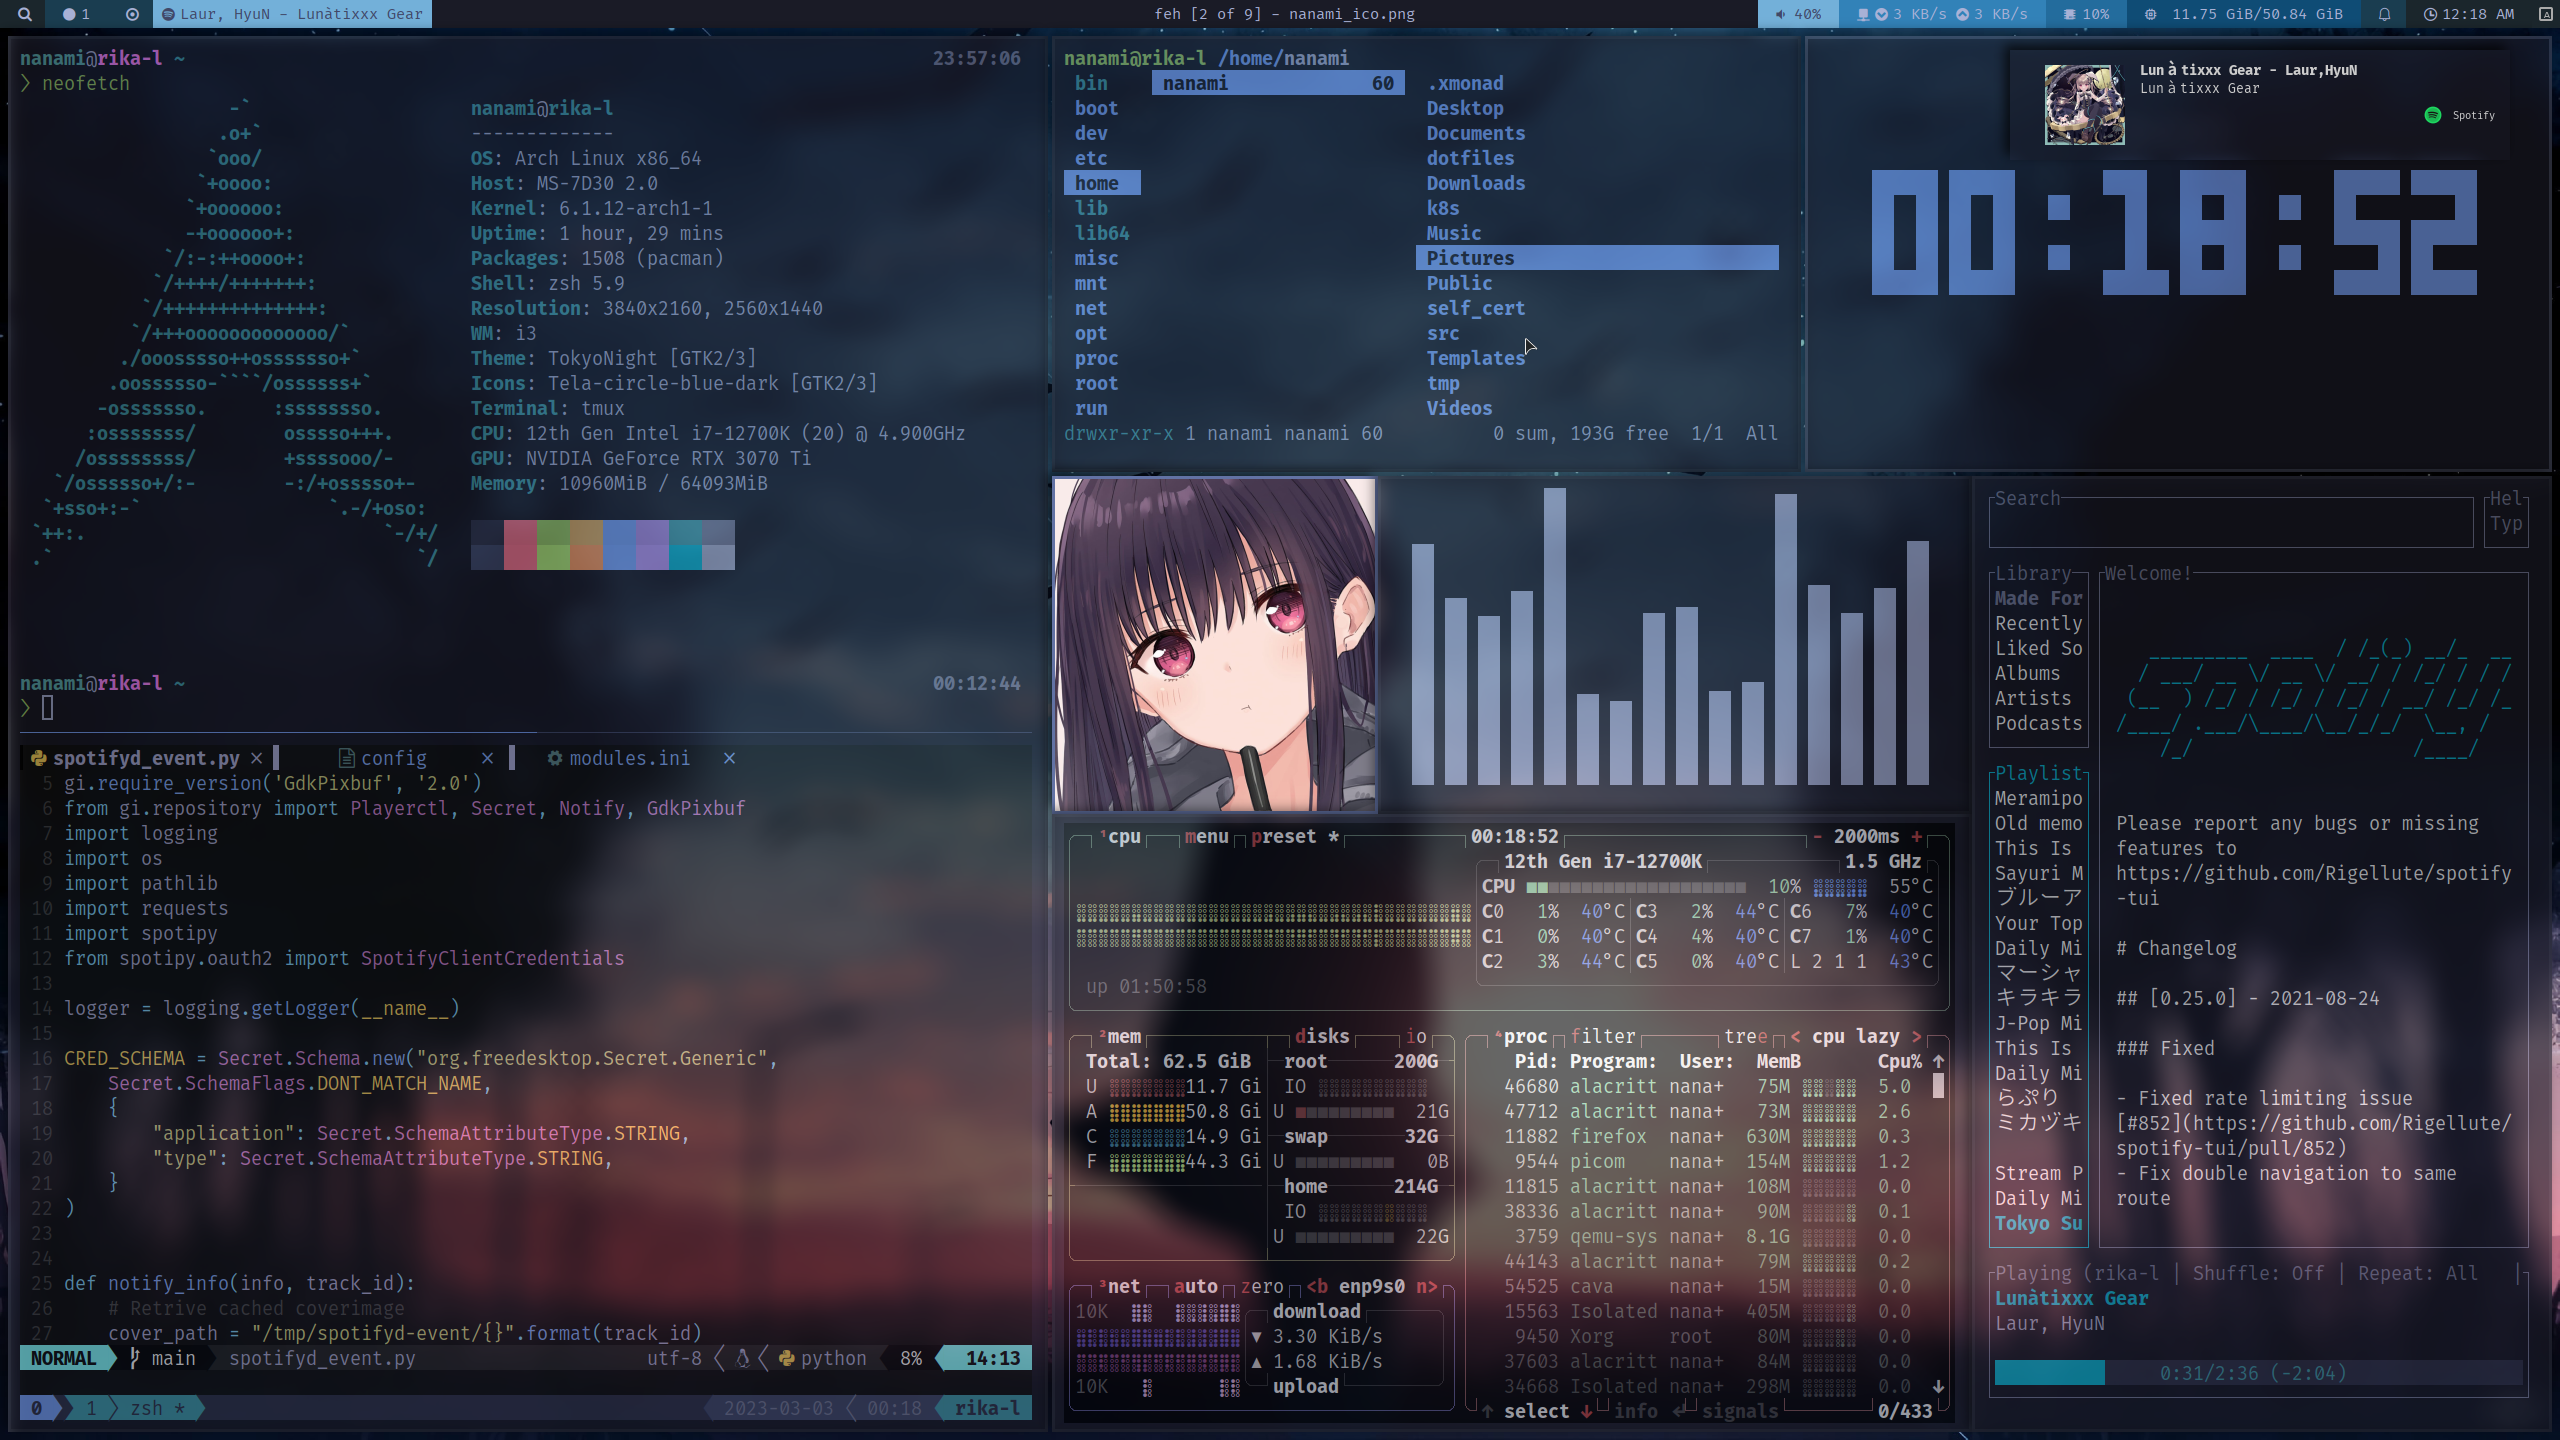 1
Laur, HyuN - Lunàtixxx Gear
feh [2 of 9] - nanami_ico.png
40%
3 KB/s
3 KB/s
10%
11.75 GiB/50.84 GiB
12:18 AM
nanami@rika-l ~
23:57:06
❯ neofetch
nanami@rika-l
-------------
OS: Arch Linux x86_64
Host: MS-7D30 2.0
Kernel: 6.1.12-arch1-1
Uptime: 1 hour, 29 mins
Packages: 1508 (pacman)
Shell: zsh 5.9
Resolution: 3840x2160, 2560x1440
WM: i3
Theme: TokyoNight [GTK2/3]
Icons: Tela-circle-blue-dark [GTK2/3]
Terminal: tmux
CPU: 12th Gen Intel i7-12700K (20) @ 4.900GHz
GPU: NVIDIA GeForce RTX 3070 Ti
Memory: 10960MiB / 64093MiB
nanami@rika-l ~
00:12:44
❯
spotifyd_event.py ×
config ×
modules.ini ×
5 gi.require_version('GdkPixbuf', '2.0')
6 from gi.repository import Playerctl, Secret, Notify, GdkPixbuf
7 import logging
8 import os
9 import pathlib
10 import requests
11 import spotipy
12 from spotipy.oauth2 import SpotifyClientCredentials
13
14 logger = logging.getLogger(__name__)
15
16 CRED_SCHEMA = Secret.Schema.new("org.freedesktop.Secret.Generic",
17     Secret.SchemaFlags.DONT_MATCH_NAME,
18     {
19         "application": Secret.SchemaAttributeType.STRING,
20         "type": Secret.SchemaAttributeType.STRING,
21     }
22 )
23
24
25 def notify_info(info, track_id):
26     # Retrive cached coverimage
27     cover_path = "/tmp/spotifyd-event/{}".format(track_id)
NORMAL main spotifyd_event.py utf-8 python 8% 14:13
0 1 zsh * 2023-03-03 00:18 rika-l
nanami@rika-l /home/nanami
bin
boot
dev
etc
home
lib
lib64
misc
mnt
net
opt
proc
root
run
nanami 60
.xmonad
Desktop
Documents
dotfiles
Downloads
k8s
Music
Pictures
Public
self_cert
src
Templates
tmp
Videos
drwxr-xr-x 1 nanami nanami 60
0 sum, 193G free 1/1 All
Lunàtixxx Gear - Laur,HyuN
Lunàtixxx Gear
Spotify
00:18:52
¹cpu menu preset * 00:18:52 - 2000ms +
12th Gen i7-12700K 1.5 GHz
CPU 10% 55°C
C0 1% 40°C C3 2% 44°C C6 7% 40°C
C1 0% 40°C C4 4% 40°C C7 1% 40°C
C2 3% 44°C C5 0% 40°C L 2 1 1 43°C
up 01:50:58
²mem
Total: 62.5 GiB
U 11.7 Gi
A 50.8 Gi
C 14.9 Gi
F 44.3 Gi
disks io
root 200G
IO
U 21G
swap 32G
U 0B
home 214G
IO
U 22G
³net auto zero <b enp9s0 n>
10K
download
▼ 3.30 KiB/s
▲ 1.68 KiB/s
10K
upload
⁴proc filter tree < cpu lazy >
Pid: Program: User: MemB Cpu% ↑
46680 alacritt nana+ 75M 5.0
47712 alacritt nana+ 73M 2.6
11882 firefox nana+ 630M 0.3
9544 picom nana+ 154M 1.2
11815 alacritt nana+ 108M 0.0
38336 alacritt nana+ 90M 0.1
3759 qemu-sys nana+ 8.1G 0.0
44143 alacritt nana+ 79M 0.2
54525 cava nana+ 15M 0.0
15563 Isolated nana+ 405M 0.0
9450 Xorg root 80M 0.0
37603 alacritt nana+ 84M 0.0
34668 Isolated nana+ 298M 0.0 ↓
↑ select ↓ info ↵ signals 0/433
Search
Hel
Typ
Library
Made For
Recently
Liked So
Albums
Artists
Podcasts
Playlist
Meramipo
Old memo
This Is
Sayuri M
ブルーア
Your Top
Daily Mi
マーシャ
キラキラ
J-Pop Mi
This Is
Daily Mi
らぷり
ミカヅキ
Stream P
Daily Mi
Tokyo Su
Welcome!
Please report any bugs or missing
features to
https://github.com/Rigellute/spotify
-tui
# Changelog
## [0.25.0] - 2021-08-24
### Fixed
- Fixed rate limiting issue
[#852](https://github.com/Rigellute/
spotify-tui/pull/852)
- Fix double navigation to same
route
Playing (rika-l | Shuffle: Off | Repeat: All |
Lunàtixxx Gear
Laur, HyuN
0:31/2:36 (-2:04)